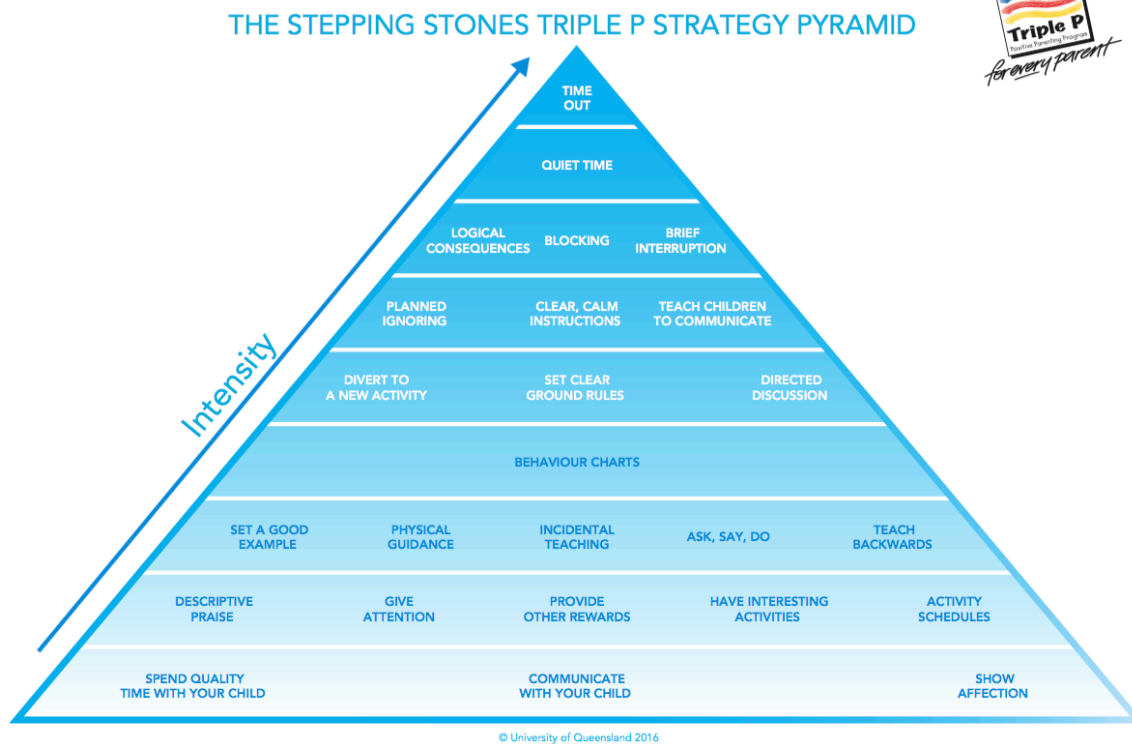 THE STEPPING STONES TRIPLE P STRATEGY PYRAMID
Triple P
Positive Parenting Program
for every parent
TIME
OUT
QUIET TIME
LOGICAL
CONSEQUENCES
BLOCKING
BRIEF
INTERRUPTION
PLANNED
IGNORING
CLEAR, CALM
INSTRUCTIONS
TEACH CHILDREN
TO COMMUNICATE
Intensity
DIVERT TO
A NEW ACTIVITY
SET CLEAR
GROUND RULES
DIRECTED
DISCUSSION
BEHAVIOUR CHARTS
SET A GOOD
EXAMPLE
PHYSICAL
GUIDANCE
INCIDENTAL
TEACHING
ASK, SAY, DO
TEACH
BACKWARDS
DESCRIPTIVE
PRAISE
GIVE
ATTENTION
PROVIDE
OTHER REWARDS
HAVE INTERESTING
ACTIVITIES
ACTIVITY
SCHEDULES
SPEND QUALITY
TIME WITH YOUR CHILD
COMMUNICATE
WITH YOUR CHILD
SHOW
AFFECTION
© University of Queensland 2016